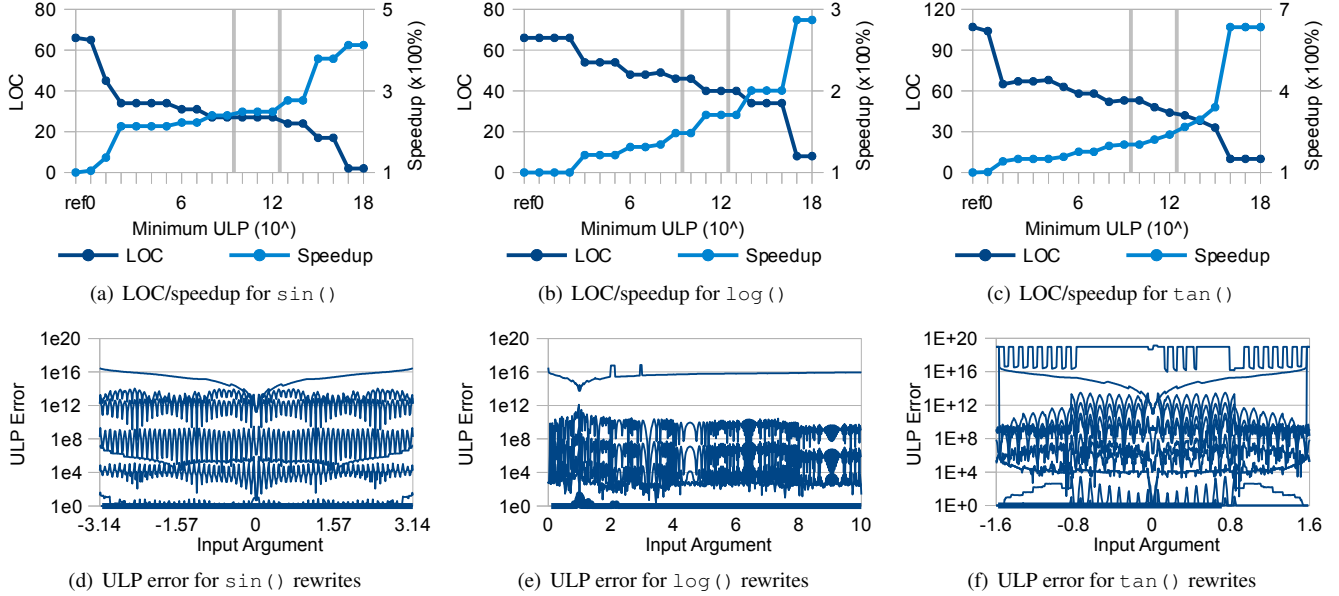 80
60
40
20
0
LOC
5
3
1
Speedup (x100%)
ref0
6
12
18
Minimum ULP (10^)
LOC
Speedup
(a) LOC/speedup for sin()
80
60
40
20
0
LOC
3
2
1
Speedup (x100%)
ref0
6
12
18
Minimum ULP (10^)
LOC
Speedup
(b) LOC/speedup for log()
120
90
60
30
0
LOC
7
4
1
Speedup (x100%)
ref0
6
12
18
Minimum ULP (10^)
LOC
Speedup
(c) LOC/speedup for tan()
1e20
1e16
1e12
1e8
1e4
1e0
ULP Error
-3.14
-1.57
0
1.57
3.14
Input Argument
(d) ULP error for sin() rewrites
1e20
1e16
1e12
1e8
1e4
1e0
ULP Error
0
2
4
6
8
10
Input Argument
(e) ULP error for log() rewrites
1E+20
1E+16
1E+12
1E+8
1E+4
1E+0
ULP Error
-1.6
-0.8
0
0.8
1.6
Input Argument
(f) ULP error for tan() rewrites